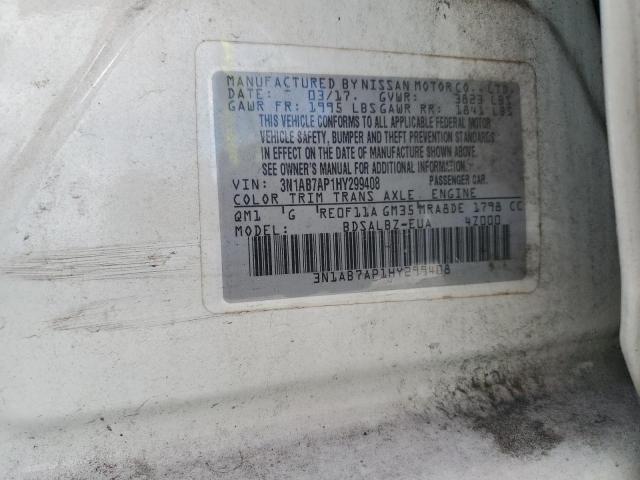 MANUFACTURED BY NISSAN MOTOR CO., LTD.
DATE: 03/17 GVWR: 3823 LBS
GAWR FR: 1995 LBS GAWR RR: 1841 LBS
THIS VEHICLE CONFORMS TO ALL APPLICABLE FEDERAL MOTOR
VEHICLE SAFETY, BUMPER AND THEFT PREVENTION STANDARDS
IN EFFECT ON THE DATE OF MANUFACTURE SHOWN ABOVE.
SEE OWNER'S MANUAL FOR ADDITIONAL INFORMATION.
VIN: 3N1AB7AP1HY299408 PASSENGER CAR.
COLOR TRIM TRANS AXLE ENGINE
QM1 G RE0F11A GM35 MRA8DE 1798 CC
BDSALBZ-EUA 4Z000
3N1AB7AP1HY299408